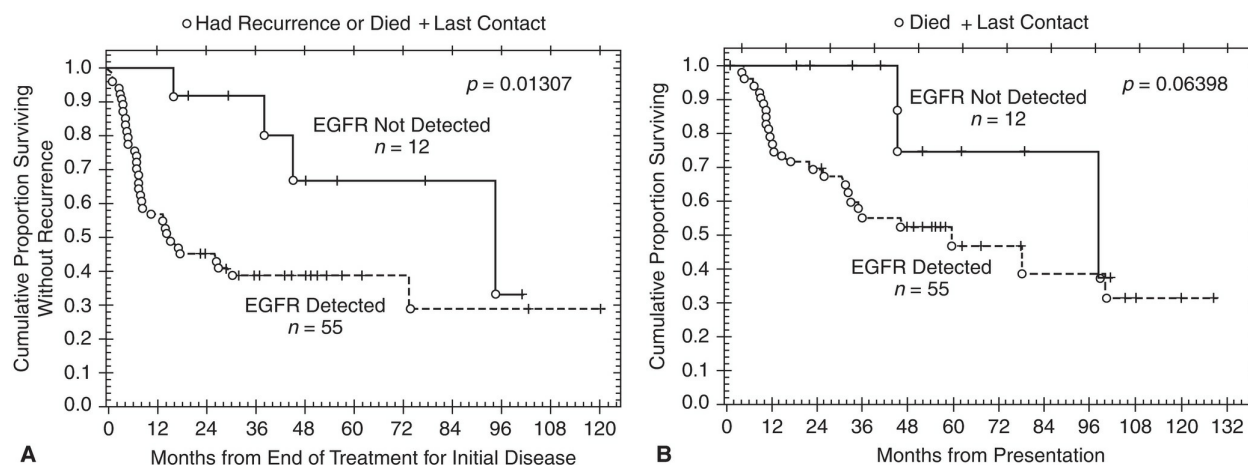 ○ Had Recurrence or Died + Last Contact
Cumulative Proportion Surviving
Without Recurrence
1.0
0.9
0.8
0.7
0.6
0.5
0.4
0.3
0.2
0.1
0.0
p = 0.01307
EGFR Not Detected
n = 12
EGFR Detected
n = 55
0 12 24 36 48 60 72 84 96 108 120
A
Months from End of Treatment for Initial Disease
○ Died + Last Contact
Cumulative Proportion Surviving
1.0
0.9
0.8
0.7
0.6
0.5
0.4
0.3
0.2
0.1
0.0
p = 0.06398
EGFR Not Detected
n = 12
EGFR Detected
n = 55
0 12 24 36 48 60 72 84 96 108 120 132
B
Months from Presentation